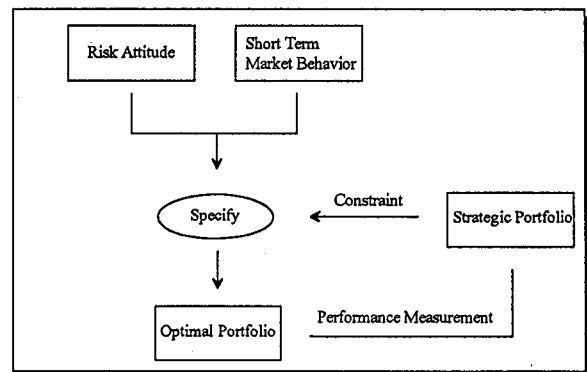 Risk Attitude
Short Term
Market Behavior
Specify
Constraint
Strategic Portfolio
Optimal Portfolio
Performance Measurement